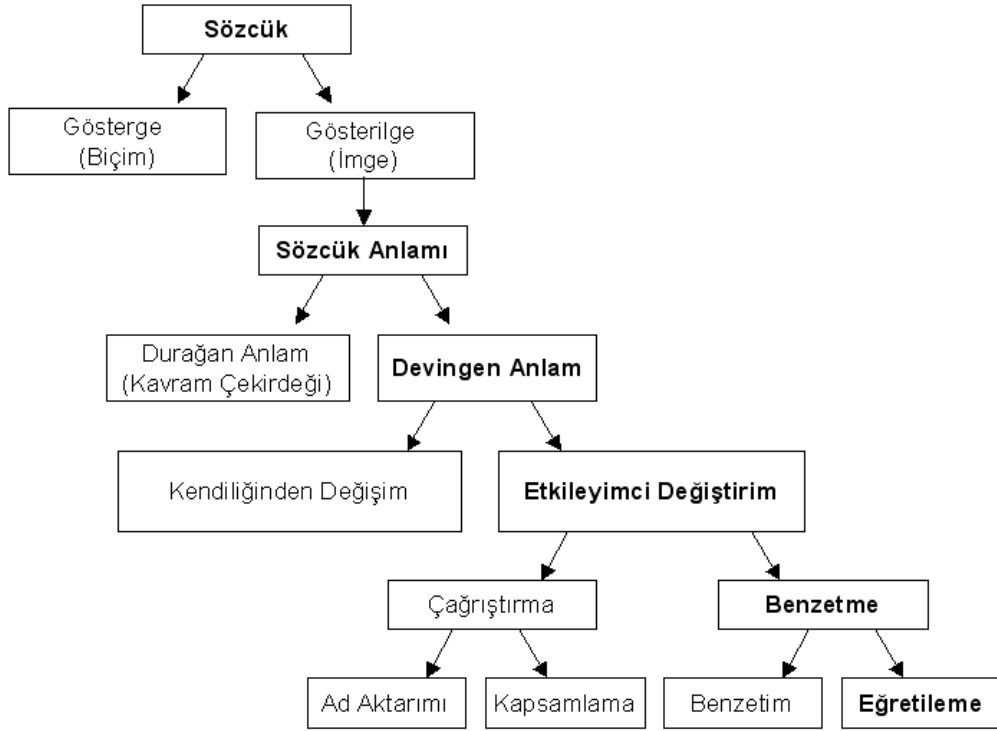 Sözcük
Gösterge
(Biçim)
Gösterilge
(İmge)
Sözcük Anlamı
Durağan Anlam
(Kavram Çekirdeği)
Devingen Anlam
Kendiliğinden Değişim
Etkileyimci Değiştirim
Çağrıştırma
Benzetme
Ad Aktarımı
Kapsamlama
Benzetim
Eğretileme